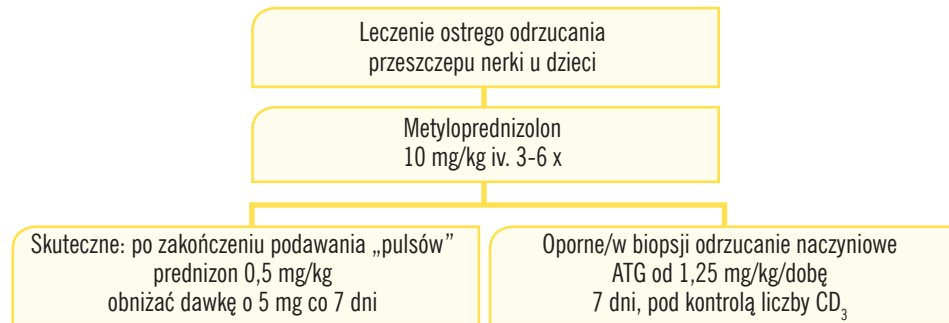 Leczenie ostrego odrzucania
przeszczepu nerki u dzieci
Metyloprednizolon
10 mg/kg iv. 3-6 x
Skuteczne: po zakończeniu podawania „pulsów”
prednizon 0,5 mg/kg
obniżać dawkę o 5 mg co 7 dni
Oporne/w biopsji odrzucanie naczyniowe
ATG od 1,25 mg/kg/dobę
7 dni, pod kontrolą liczby CD₃